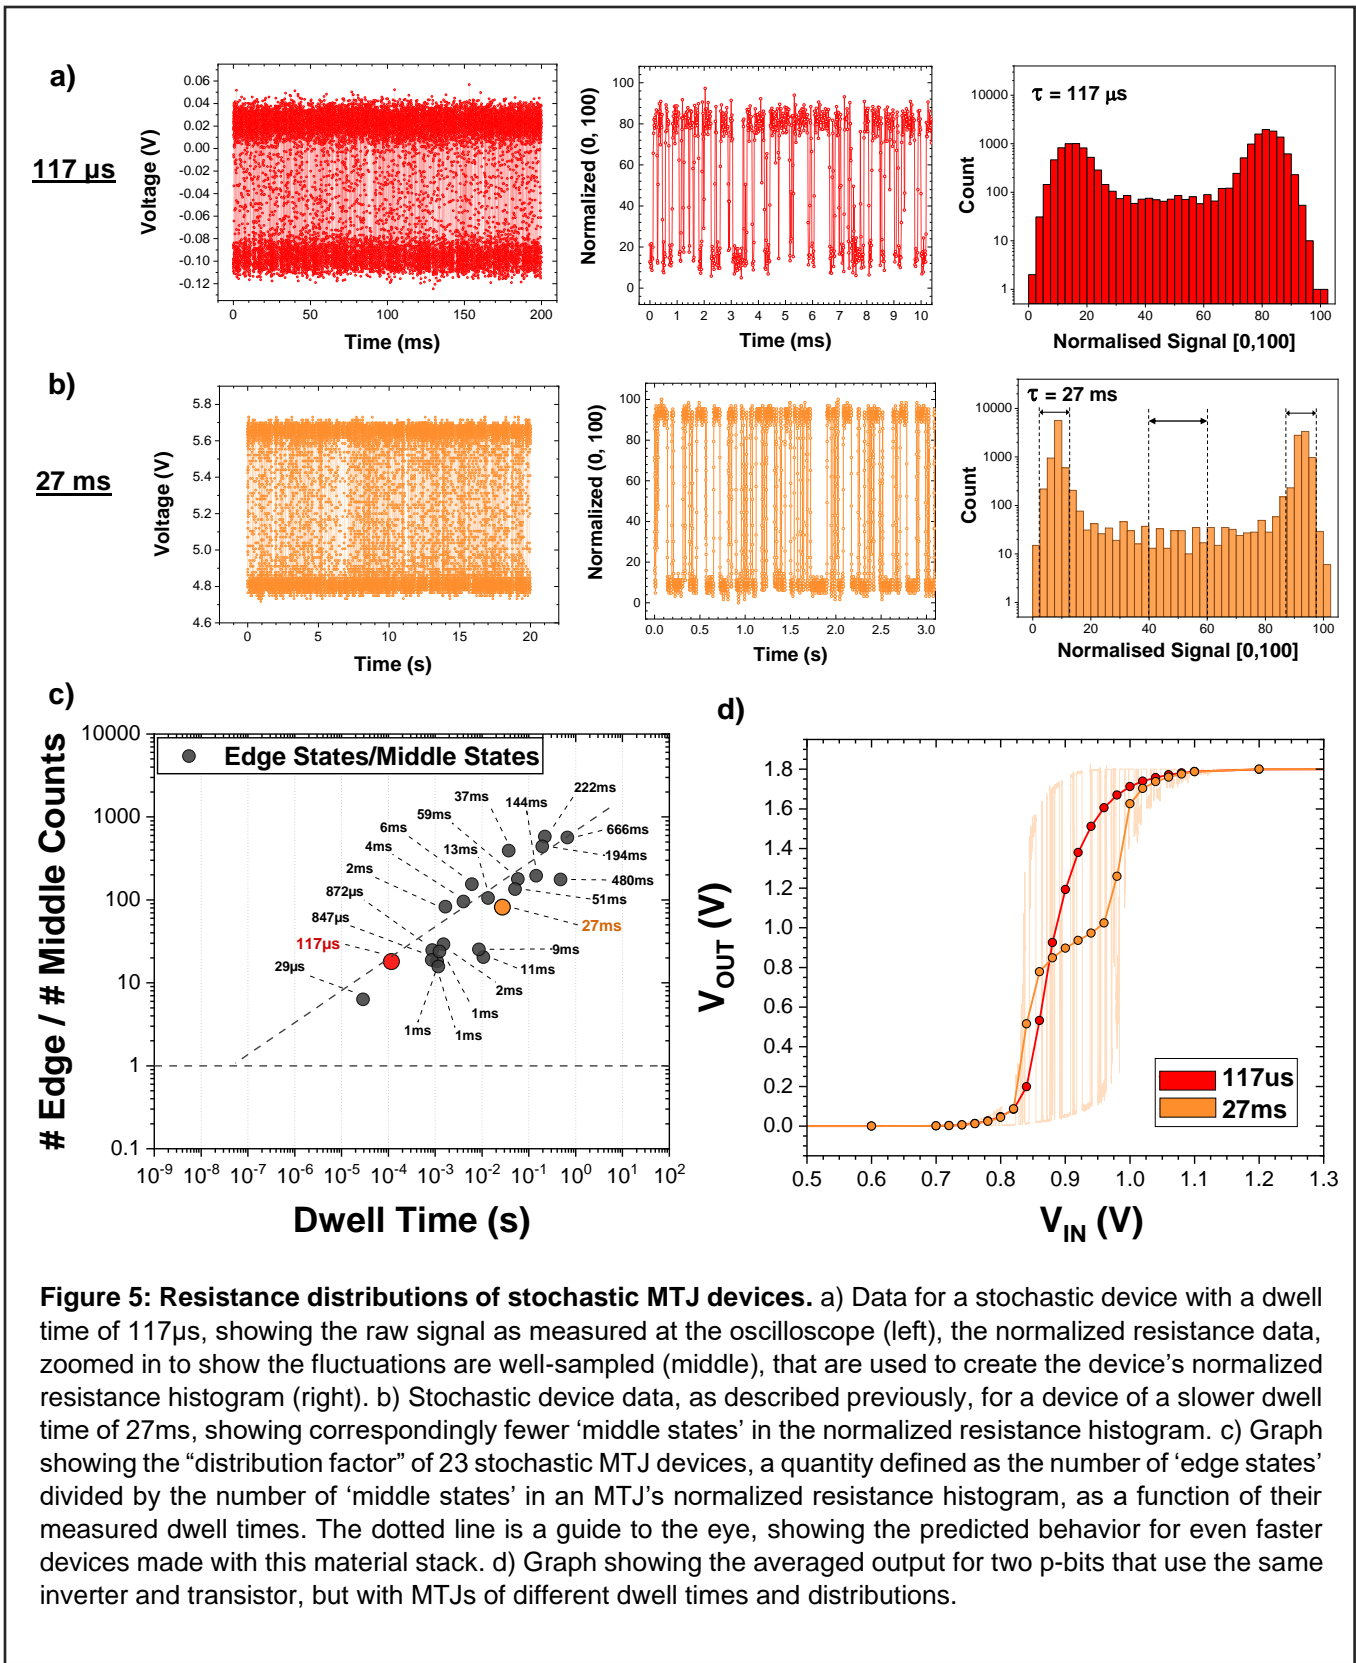 a)
117 µs
Voltage (V)
0.06
0.04
0.02
0.00
-0.02
-0.04
-0.06
-0.08
-0.10
-0.12
0 50 100 150 200
Time (ms)
Normalized (0, 100)
100
80
60
40
20
0
0 1 2 3 4 5 6 7 8 9 10
Time (ms)
τ = 117 µs
Count
10000
1000
100
10
1
0 20 40 60 80 100
Normalised Signal [0,100]
b)
27 ms
Voltage (V)
5.8
5.6
5.4
5.2
5.0
4.8
4.6
0 5 10 15 20
Time (s)
Normalized (0, 100)
100
80
60
40
20
0
0.0 0.5 1.0 1.5 2.0 2.5 3.0
Time (s)
τ = 27 ms
Count
10000
1000
100
10
1
0 20 40 60 80 100
Normalised Signal [0,100]
c)
# Edge / # Middle Counts
10000
1000
100
10
1
0.1
Edge States/Middle States
222ms
37ms
144ms
59ms
666ms
6ms
4ms
13ms
194ms
2ms
480ms
872µs
51ms
847µs
27ms
117µs
9ms
29µs
11ms
2ms
1ms
1ms
1ms
10⁻⁹ 10⁻⁸ 10⁻⁷ 10⁻⁶ 10⁻⁵ 10⁻⁴ 10⁻³ 10⁻² 10⁻¹ 10⁰ 10¹ 10²
Dwell Time (s)
d)
V_OUT (V)
1.8
1.6
1.4
1.2
1.0
0.8
0.6
0.4
0.2
0.0
117us
27ms
0.5 0.6 0.7 0.8 0.9 1.0 1.1 1.2 1.3
V_IN (V)
Figure 5: Resistance distributions of stochastic MTJ devices. a) Data for a stochastic device with a dwell
time of 117µs, showing the raw signal as measured at the oscilloscope (left), the normalized resistance data,
zoomed in to show the fluctuations are well-sampled (middle), that are used to create the device's normalized
resistance histogram (right). b) Stochastic device data, as described previously, for a device of a slower dwell
time of 27ms, showing correspondingly fewer 'middle states' in the normalized resistance histogram. c) Graph
showing the “distribution factor” of 23 stochastic MTJ devices, a quantity defined as the number of 'edge states'
divided by the number of 'middle states' in an MTJ's normalized resistance histogram, as a function of their
measured dwell times. The dotted line is a guide to the eye, showing the predicted behavior for even faster
devices made with this material stack. d) Graph showing the averaged output for two p-bits that use the same
inverter and transistor, but with MTJs of different dwell times and distributions.